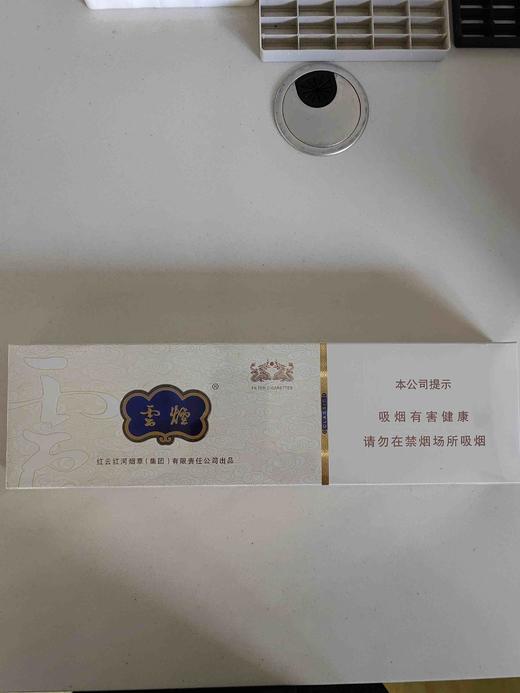 雲煙
®
FILTER CIGARETTES
红云红河烟草(集团)有限责任公司出品
本公司提示
吸烟有害健康
请勿在禁烟场所吸烟